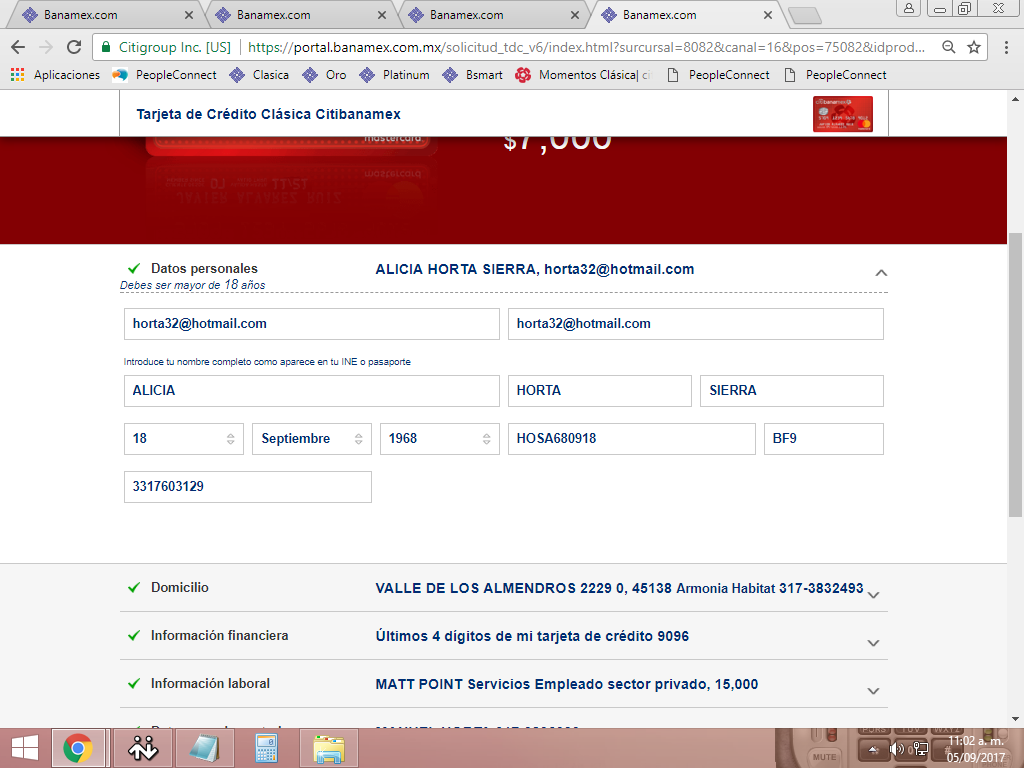 Banamex.com
Banamex.com
Banamex.com
Banamex.com
Citigroup Inc. [US] https://portal.banamex.com.mx/solicitud_tdc_v6/index.html?surcursal=8082&canal=16&pos=75082&idprod...
Aplicaciones PeopleConnect Clasica Oro Platinum Bsmart Momentos Clásica| ci PeopleConnect PeopleConnect
Tarjeta de Crédito Clásica Citibanamex
mastercard
$7,000
Datos personales ALICIA HORTA SIERRA, horta32@hotmail.com
Debes ser mayor de 18 años
horta32@hotmail.com horta32@hotmail.com
Introduce tu nombre completo como aparece en tu INE o pasaporte
ALICIA HORTA SIERRA
18 Septiembre 1968 HOSA680918 BF9
3317603129
Domicilio VALLE DE LOS ALMENDROS 2229 0, 45138 Armonia Habitat 317-3832493
Información financiera Últimos 4 dígitos de mi tarjeta de crédito 9096
Información laboral MATT POINT Servicios Empleado sector privado, 15,000
MUTE
11:02 a. m.
05/09/2017